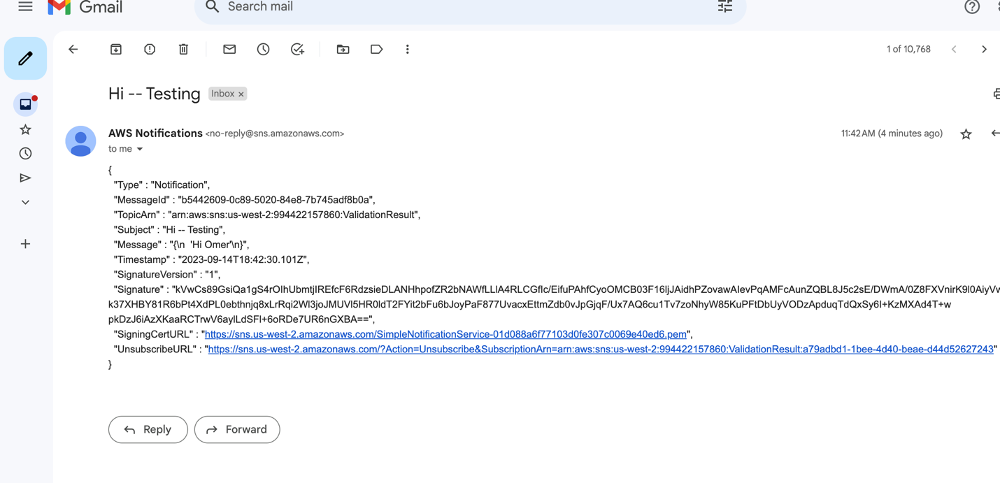 Gmail
Search mail
1 of 10,768
Hi -- Testing Inbox ×
AWS Notifications <no-reply@sns.amazonaws.com>
11:42 AM (4 minutes ago)
to me
{
"Type" : "Notification",
"MessageId" : "b5442609-0c89-5020-84e8-7b745adf8b0a",
"TopicArn" : "arn:aws:sns:us-west-2:994422157860:ValidationResult",
"Subject" : "Hi -- Testing",
"Message" : "{\n  'Hi Omer'\n}",
"Timestamp" : "2023-09-14T18:42:30.101Z",
"SignatureVersion" : "1",
"Signature" : "kVwCs89GsiQa1gS4rOIhUbmtjIREfcF6RdzsieDLANHhpofZR2bNAWfLLlA4RLCGfIc/EifuPAhfCyoOMCB03F16ljJAidhPZovawAIevPqAMFcAunZQBL8J5c2sE/DWmA/0Z8FXVnirK9l0AiyVw
k37XHBY81R6bPt4XdPL0ebthnjq8xLrRqi2Wl3joJMUVl5HR0ldT2FYit2bFu6bJoyPaF877UvacxEttmZdb0vJpGjqF/Ux7AQ6cu1Tv7zoNhyW85KuPFtDbUyVODzApduqTdQxSy6I+KzMXAd4T+w
pkDzJ6iAzXKaaRCTrwV6aylLdSFI+6oRDe7UR6nGXBA==",
"SigningCertURL" : "https://sns.us-west-2.amazonaws.com/SimpleNotificationService-01d088a6f77103d0fe307c0069e40ed6.pem",
"UnsubscribeURL" : "https://sns.us-west-2.amazonaws.com/?Action=Unsubscribe&SubscriptionArn=arn:aws:sns:us-west-2:994422157860:ValidationResult:a79adbd1-1bee-4d40-beae-d44d52627243"
}
Reply
Forward